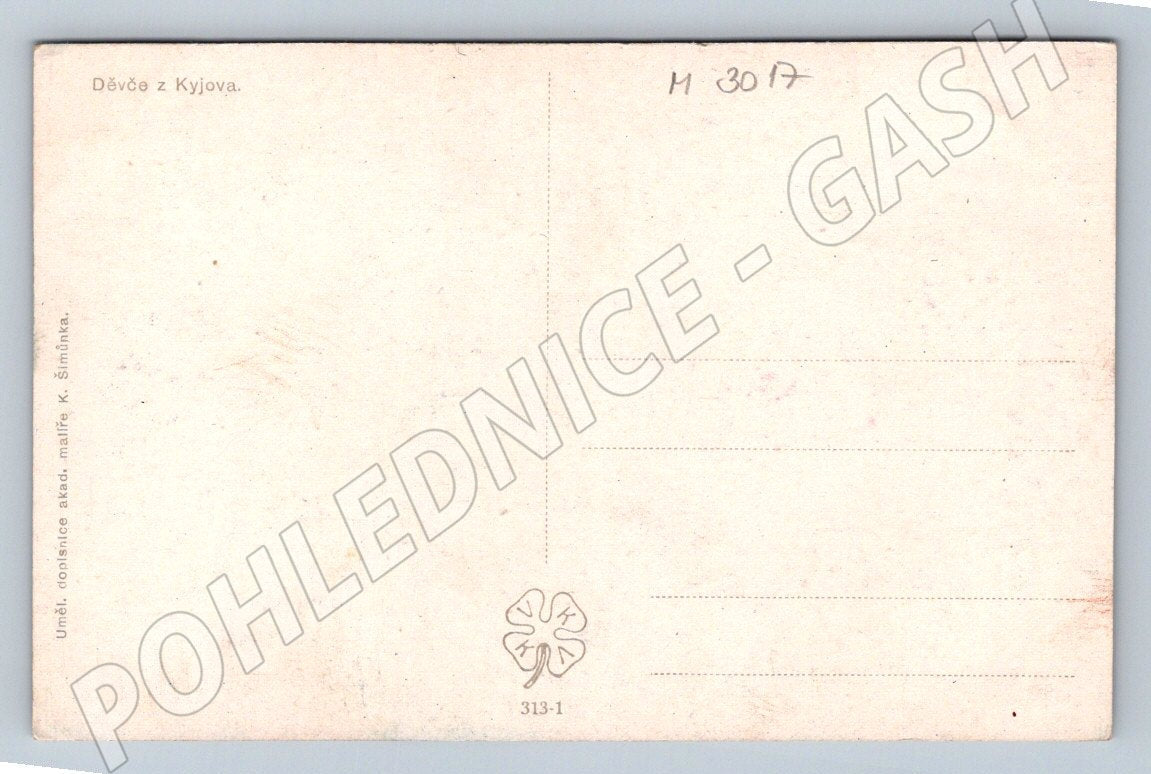 Děvče z Kyjova.
M 3017
Uměl. dopisnice akad. malíře K. Šimůnka.
POHLEDNICE - GASH
V K
K V
313-1